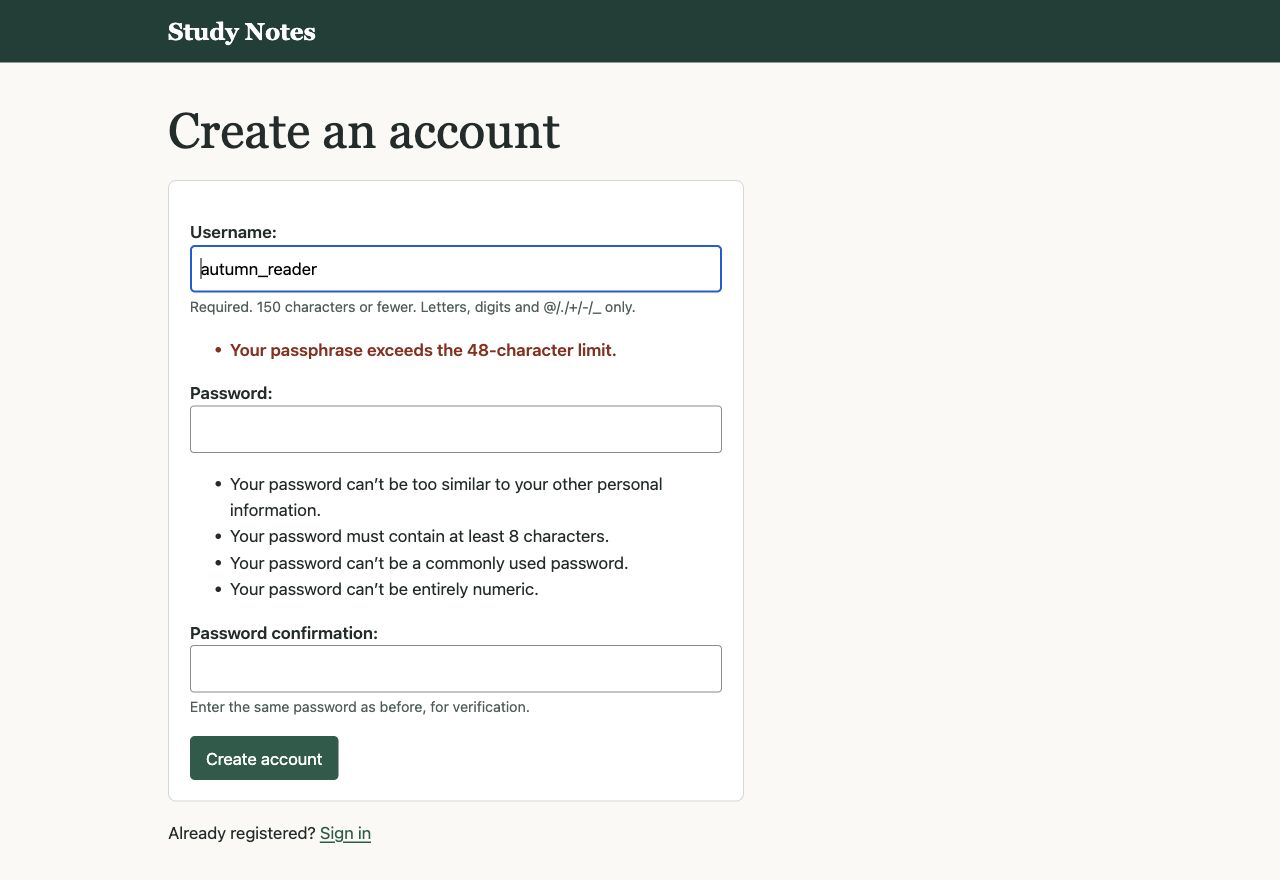 Study Notes
Create an account
Username:
autumn_reader
Required. 150 characters or fewer. Letters, digits and @/./+/-/_ only.
• Your passphrase exceeds the 48-character limit.
Password:
• Your password can’t be too similar to your other personal
information.
• Your password must contain at least 8 characters.
• Your password can’t be a commonly used password.
• Your password can’t be entirely numeric.
Password confirmation:
Enter the same password as before, for verification.
Create account
Already registered? Sign in